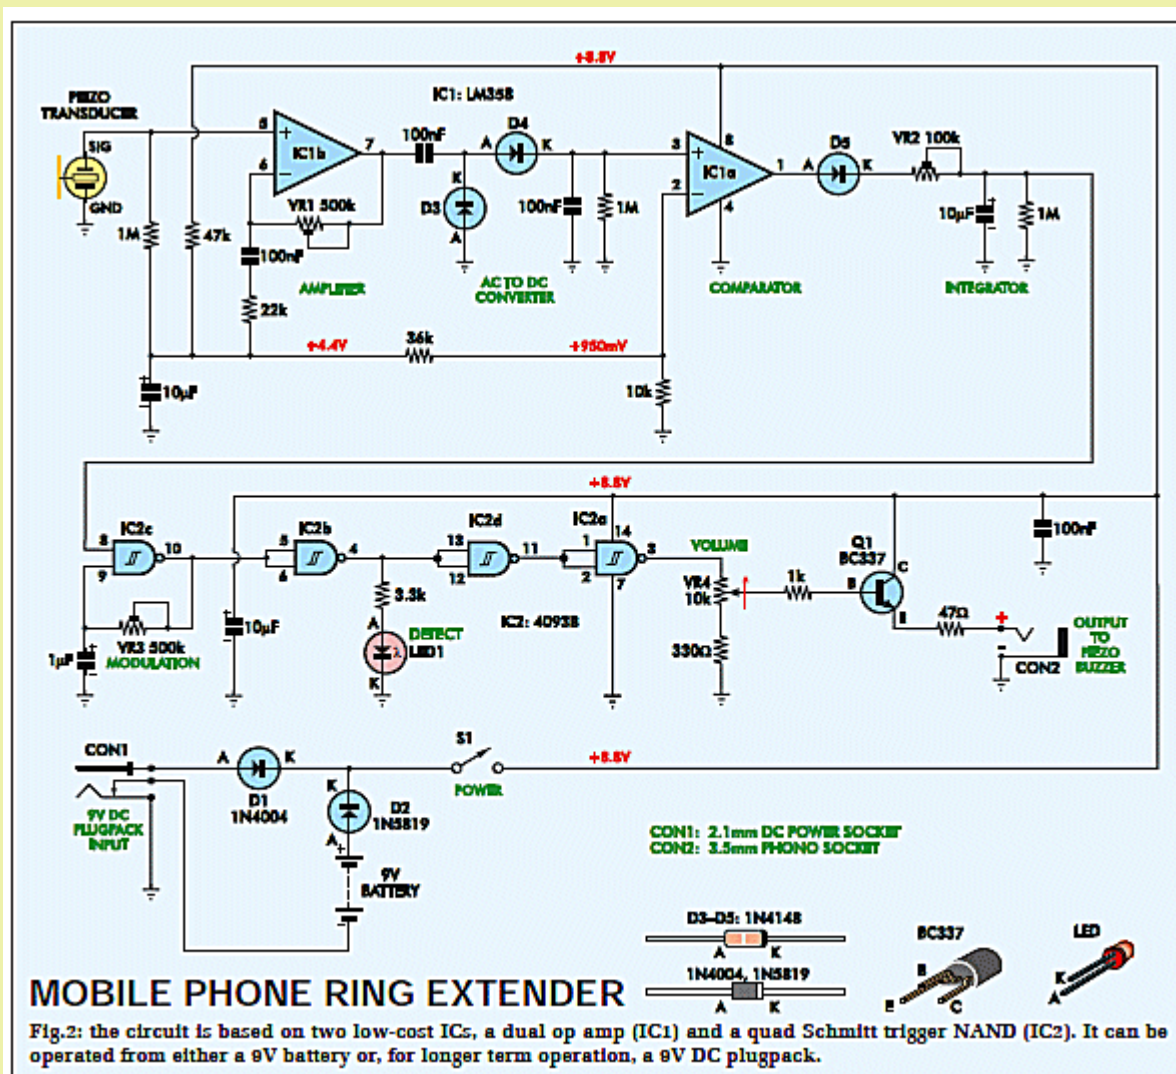 +8.8V
PIEZO
TRANSDUCER
IC1: LM358
SIG
GND
5
6
7
IC1b
100nF
A D4 K
K
D3
A
100nF
1M
3
2
8
4
1
IC1a
A D5 K
VR2 100k
10µF
1M
1M
47k
VR1 500k
100nF
22k
AMPLIFIER
AC TO DC
CONVERTER
COMPARATOR
INTEGRATOR
+4.4V
36k
+950mV
10µF
10k
+8.8V
IC2c
8
9
10
IC2b
5
6
4
IC2d
13
12
11
IC2a
1
2
14
7
3
VOLUME
VR4
10k
1k
Q1
BC337
B
C
E
100nF
VR3 500k
MODULATION
1µF
10µF
3.3k
A
DETECT
LED1
λ
K
IC2: 4093B
330Ω
47Ω
+
-
CON2
OUTPUT
TO
PIEZO
BUZZER
CON1
A K
D1
1N4004
S1
POWER
+8.8V
9V DC
PLUGPACK
INPUT
K
D2
1N5819
A
9V
BATTERY
CON1: 2.1mm DC POWER SOCKET
CON2: 3.5mm PHONO SOCKET
D3–D5: 1N4148
A K
1N4004, 1N5819
A K
BC337
B
E C
LED
K
A
MOBILE PHONE RING EXTENDER
Fig.2: the circuit is based on two low-cost ICs, a dual op amp (IC1) and a quad Schmitt trigger NAND (IC2). It can be
operated from either a 9V battery or, for longer term operation, a 9V DC plugpack.